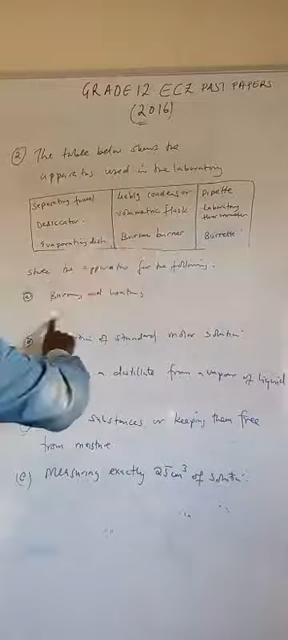 GRADE 12 ECZ PAST PAPERS
(2016)
(2) The table below shows the
apparatus used in the laboratory
Separating funnel Liebig condensor Pipette
Desiccator. Volumetric flask Laboratory thermometer
Evaporating dish Bunsen burner Burrette
State the apparatus for the following.
(a) Burning and heating
of standard molar solution
a distillate from a vapour of liquid
substances or keeping them free
from moisture
(e) Measuring exactly 25cm³ of solution.